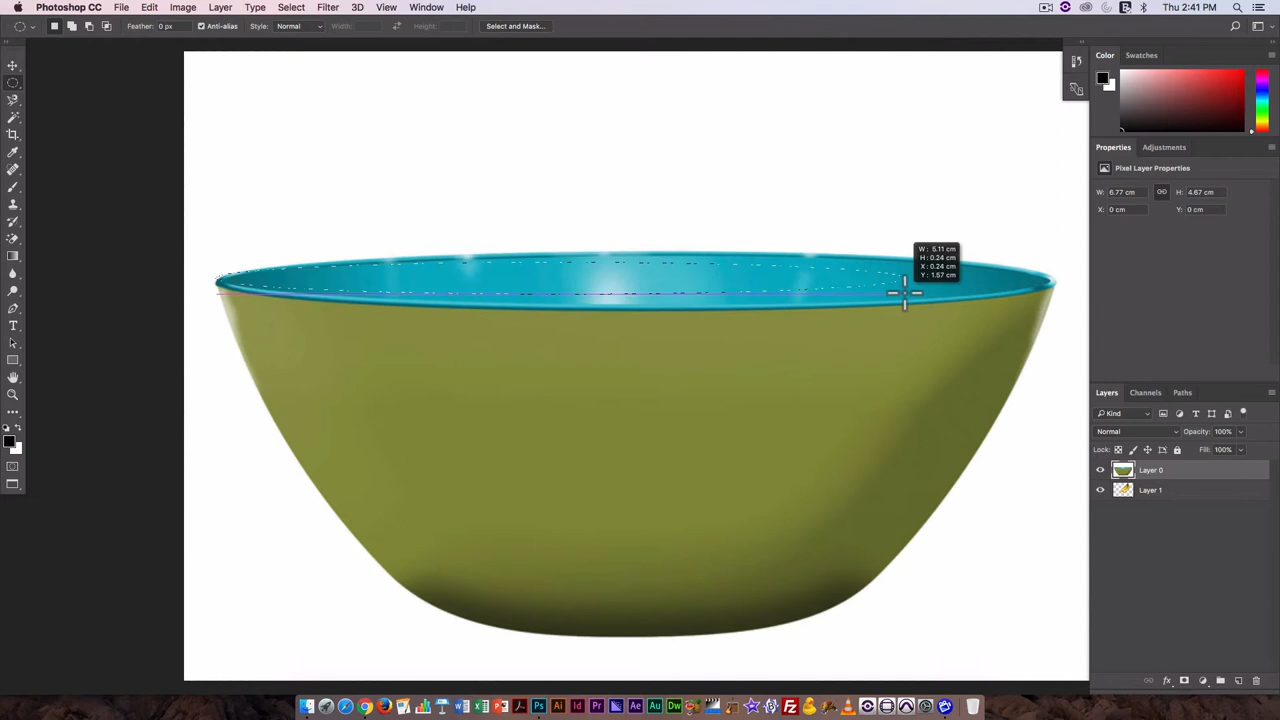 Photoshop CC File Edit Image Layer Type Select Filter 3D View Window Help Thu 2:41 PM
Feather: 0 px Anti-alias Style: Normal Width: Height: Select and Mask...
Color Swatches
Properties Adjustments
Pixel Layer Properties
W: 6.77 cm H: 4.67 cm
X: 0 cm Y: 0 cm
W: 5.11 cm
H: 0.24 cm
X: 0.24 cm
Y: 1.57 cm
Layers Channels Paths
Kind
Normal Opacity: 100%
Lock: Fill: 100%
Layer 0
Layer 1